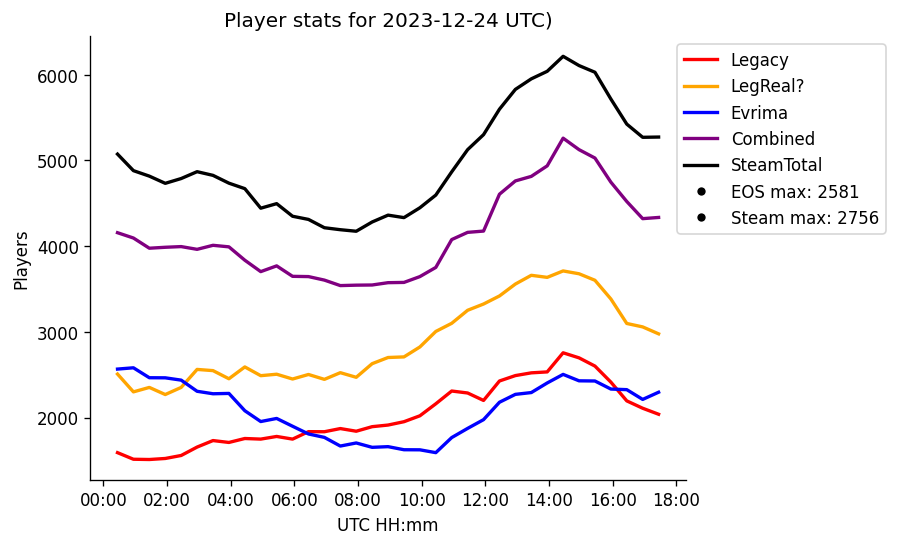 Player stats for 2023-12-24 UTC)
6000
5000
4000
3000
2000
Players
00:00 02:00 04:00 06:00 08:00 10:00 12:00 14:00 16:00 18:00
UTC HH:mm
Legacy
LegReal?
Evrima
Combined
SteamTotal
EOS max: 2581
Steam max: 2756